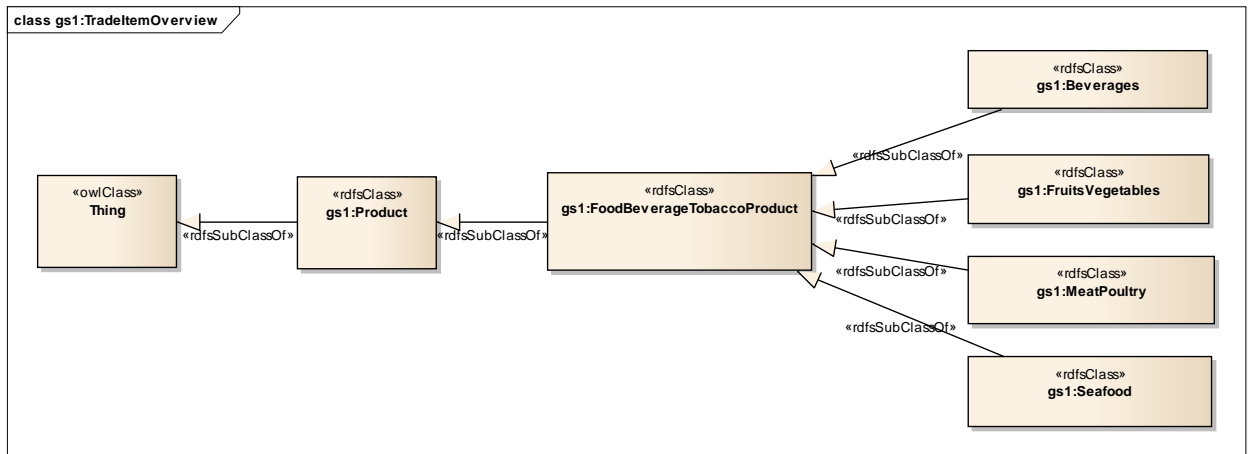 class gs1:TradeItemOverview
«rdfsClass»
gs1:Beverages
«rdfsSubClassOf»
«rdfsClass»
gs1:FruitsVegetables
«owlClass»
Thing
«rdfsSubClassOf»
«rdfsClass»
gs1:Product
«rdfsSubClassOf»
«rdfsClass»
gs1:FoodBeverageTobaccoProduct
«rdfsSubClassOf»
«rdfsSubClassOf»
«rdfsClass»
gs1:MeatPoultry
«rdfsSubClassOf»
«rdfsClass»
gs1:Seafood